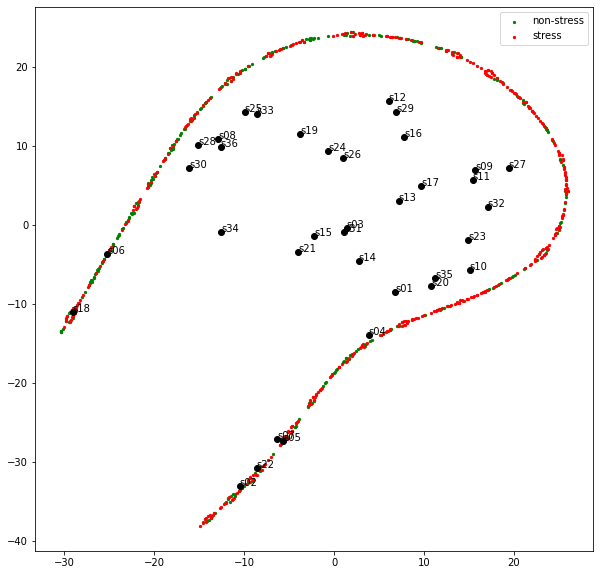 non-stress
stress
20
10
0
−10
−20
−30
−40
−30
−20
−10
0
10
20
s12
s29
s25
s33
s19
s16
s08
s28
s36
s24
s26
s30
s09
s27
s11
s17
s13
s32
s03
s34
s15
s23
s06
s21
s14
s10
s35
s20
s01
s18
s04
s05
s22
s02